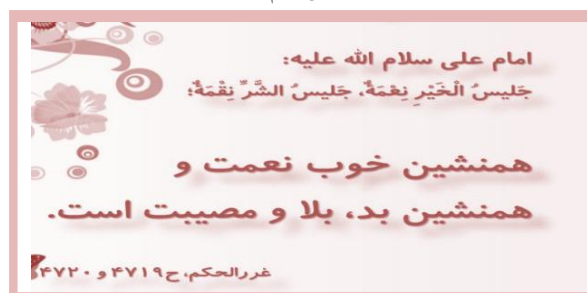 امام علی سلام الله علیه:
جَلیسُ الْخَیْرِ نِعْمَةٌ، جَلیسُ الشَّرِّ نِقْمَةٌ؛
همنشین خوب نعمت و
همنشین بد، بلا و مصیبت است.
غررالحکم، ح۴۷۱۹ و ۴۷۲۰